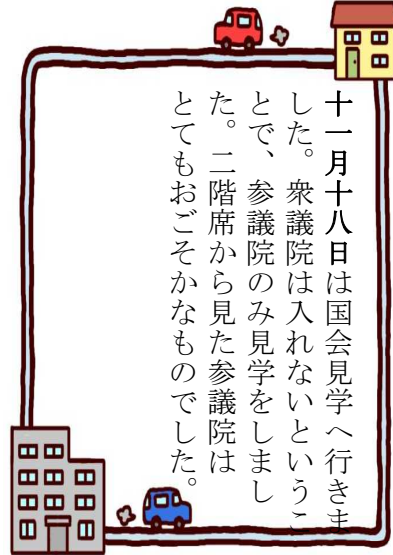 十一月十八日は国会見学へ行きま
した。衆議院は入れないというこ
とで、参議院のみ見学をしまし
た。二階席から見た参議院は
とてもおごそかなものでした。